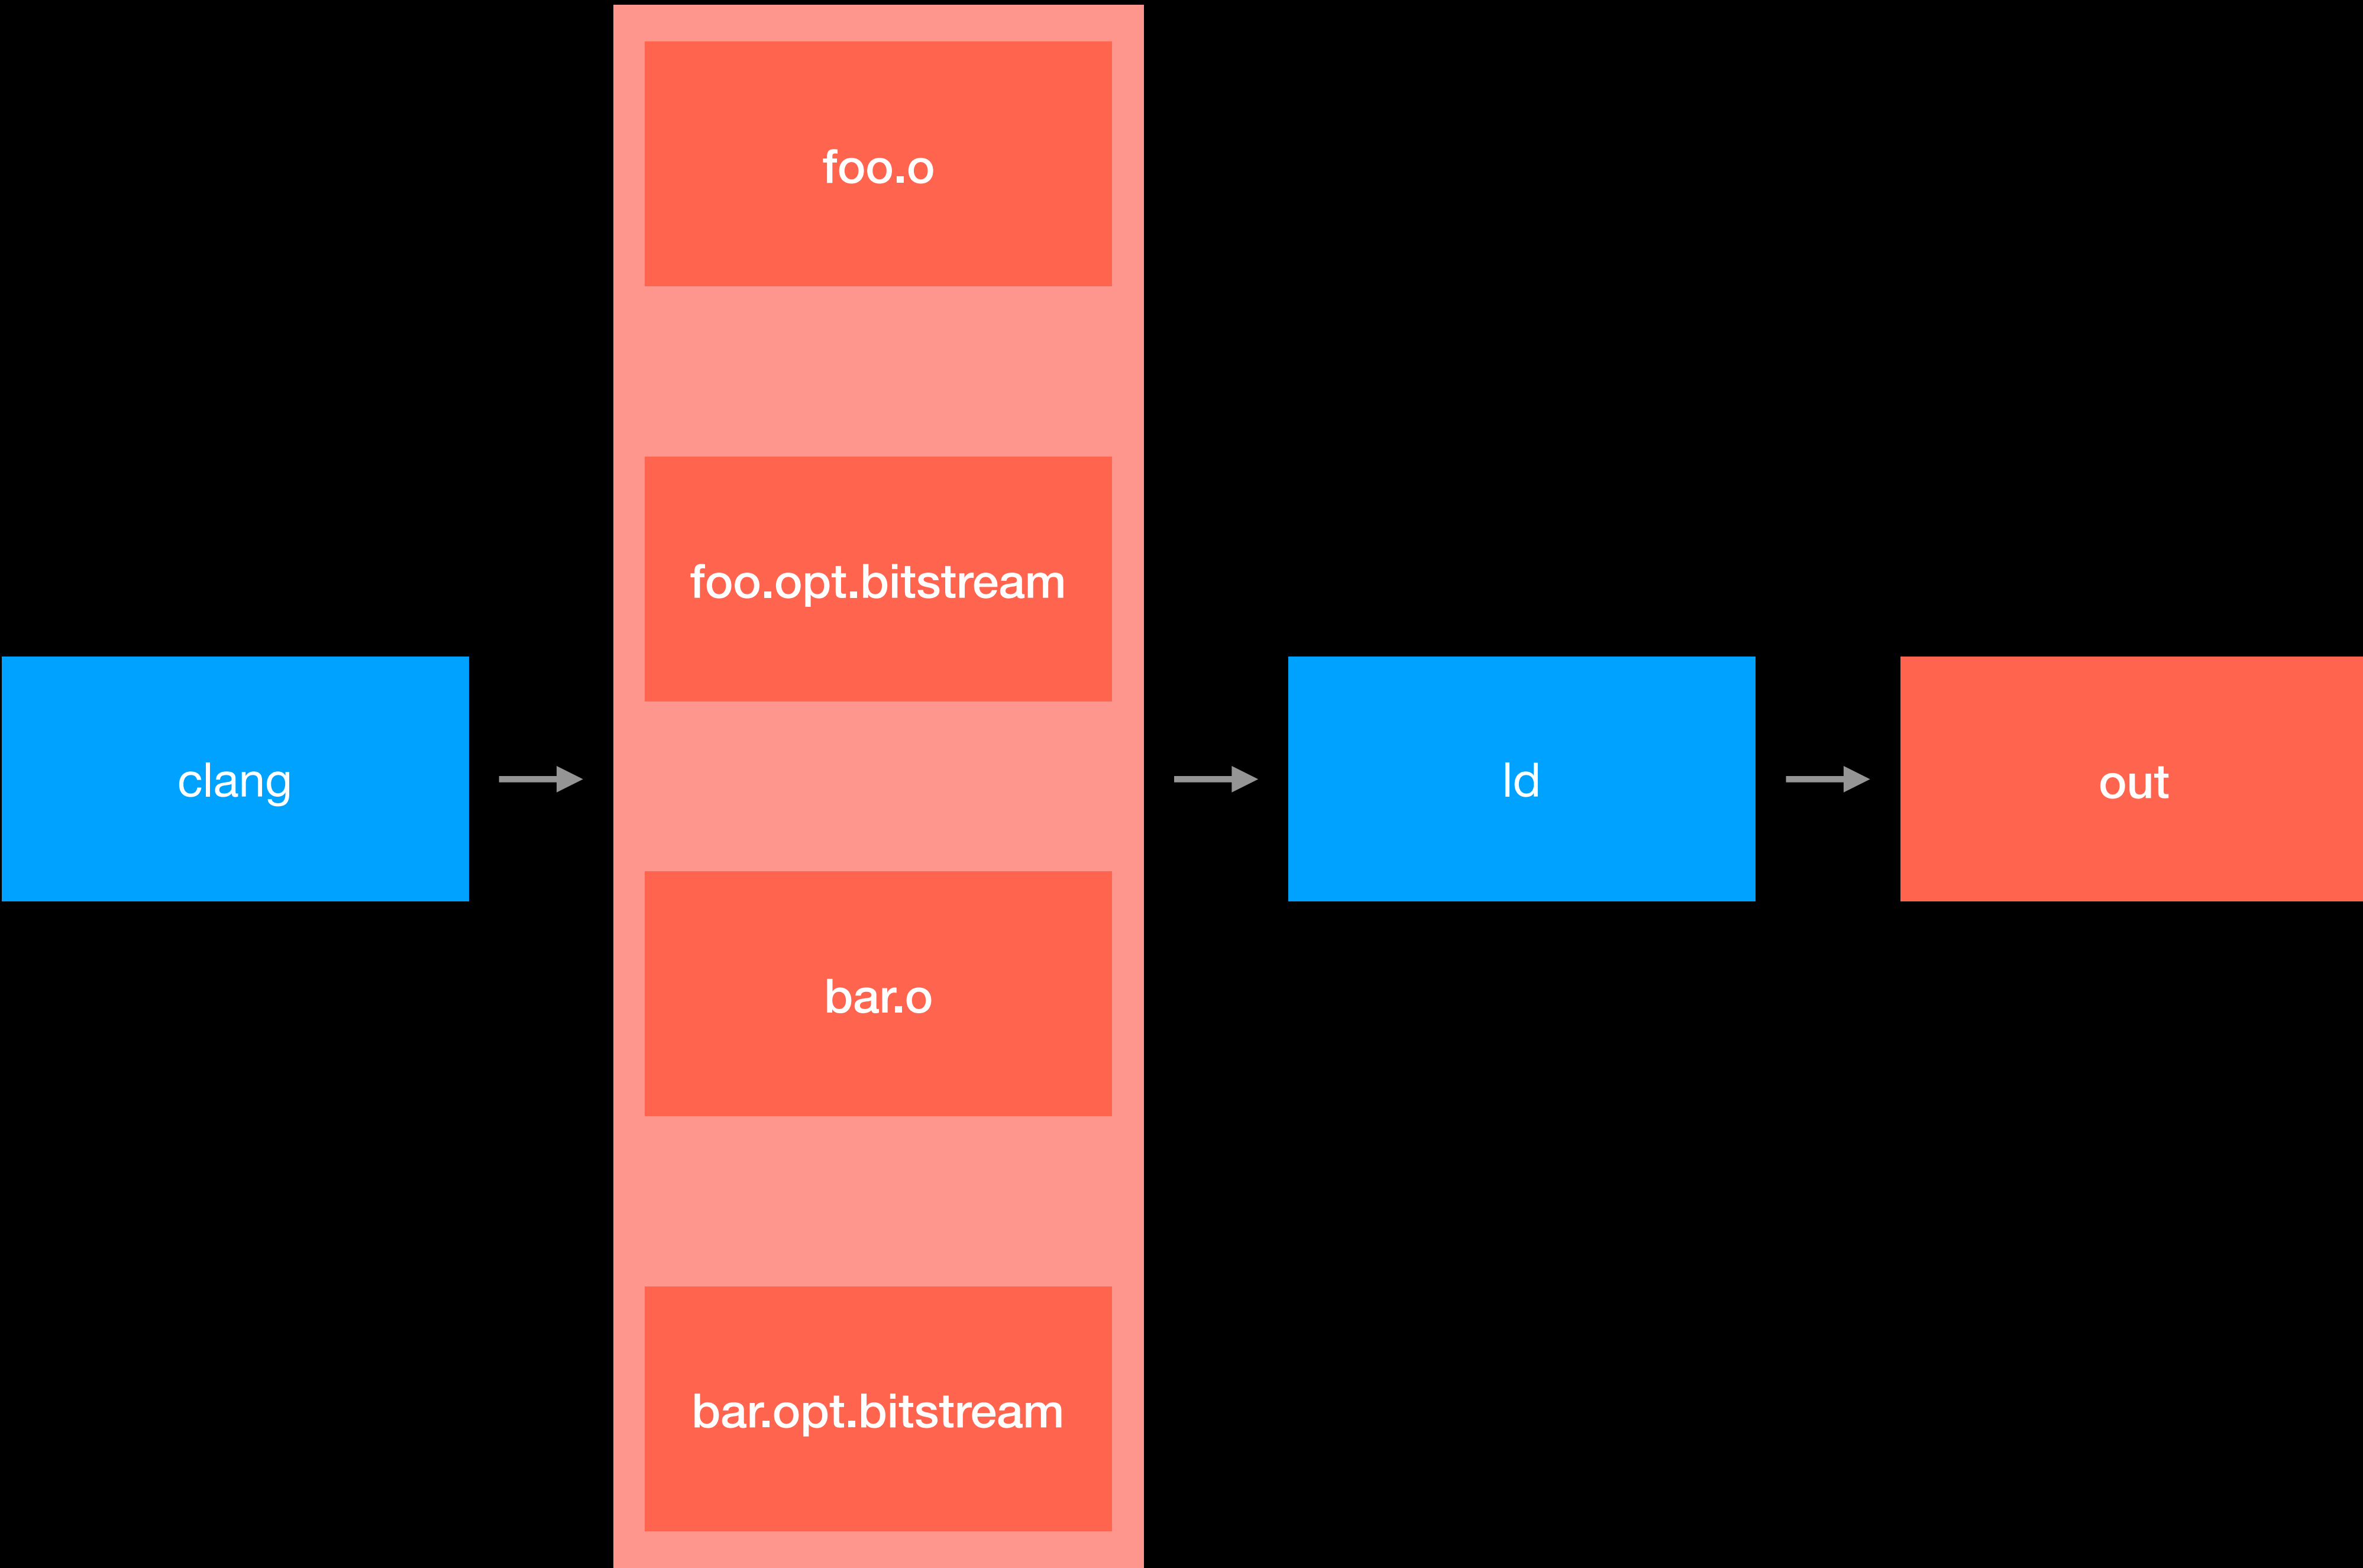 clang
foo.o
foo.opt.bitstream
bar.o
bar.opt.bitstream
ld
out